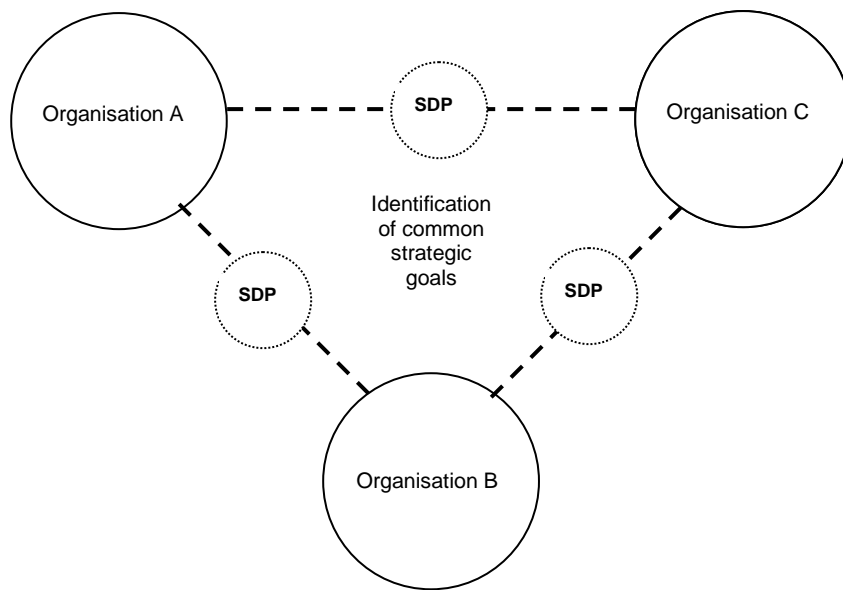 SDP
Organisation A
Organisation C
Identification
of common
strategic
goals
SDP
SDP
Organisation B